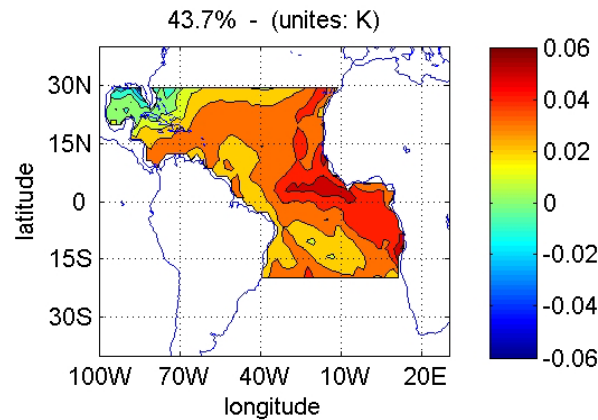 43.7%  -  (unites: K)
30N
15N
0
15S
30S
latitude
100W 70W 40W 10W 20E
longitude
0.06
0.04
0.02
0
-0.02
-0.04
-0.06